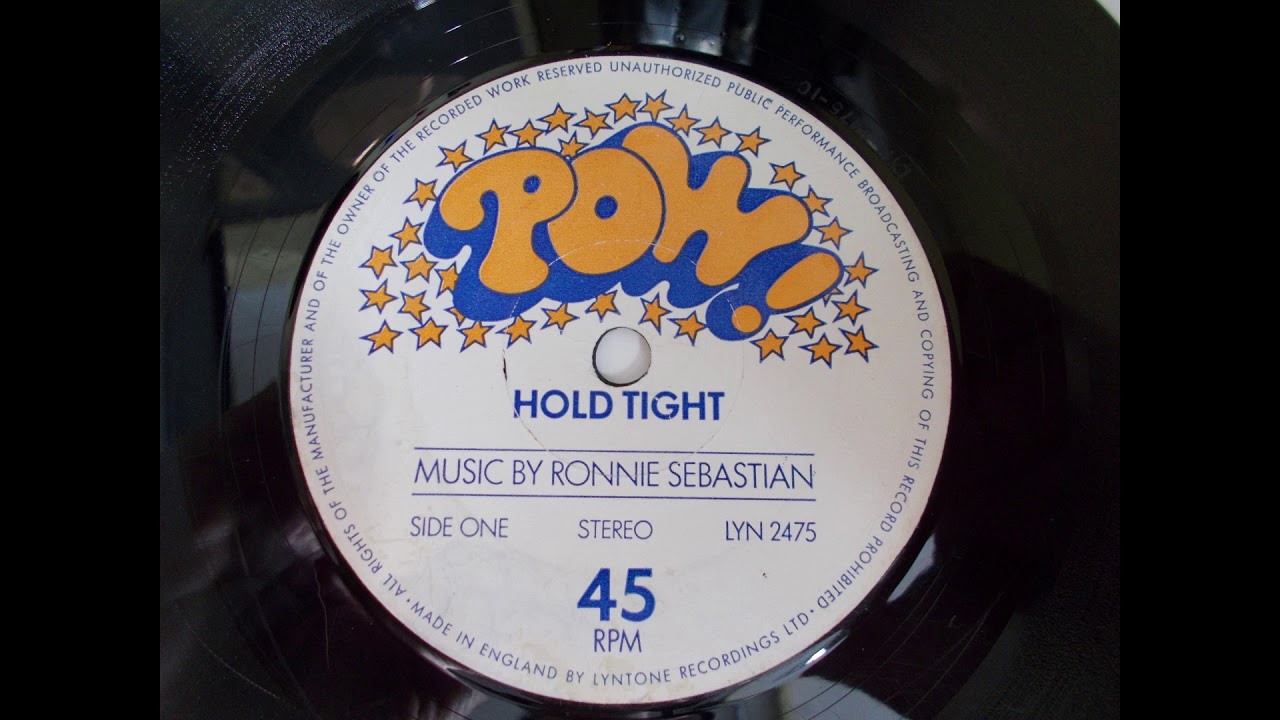 POW!
HOLD TIGHT
MUSIC BY RONNIE SEBASTIAN
SIDE ONE STEREO LYN 2475
45
RPM
ALL RIGHTS OF THE MANUFACTURER AND OF THE OWNER OF THE RECORDED WORK RESERVED UNAUTHORIZED PUBLIC PERFORMANCE BROADCASTING AND COPYING OF THIS RECORD PROHIBITED •
MADE IN ENGLAND BY LYNTONE RECORDINGS LTD •